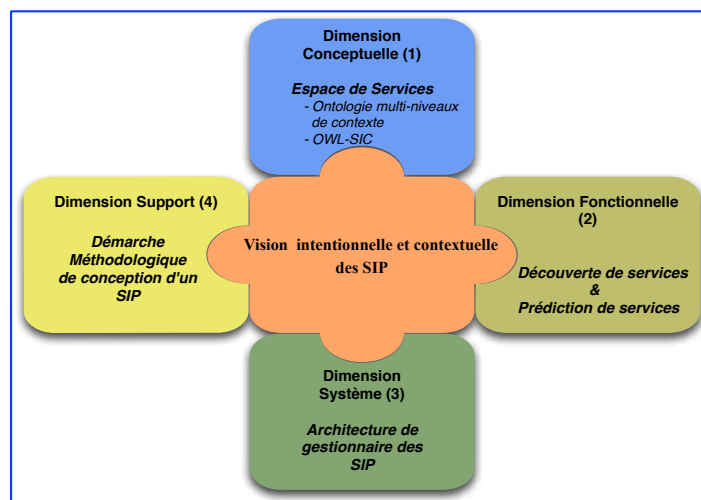 Dimension
Conceptuelle (1)
Espace de Services
- Ontologie multi-niveaux
de contexte
- OWL-SIC
Dimension Support (4)
Démarche
Méthodologique
de conception d'un
SIP
Vision intentionnelle et contextuelle
des SIP
Dimension Fonctionnelle
(2)
Découverte de services
&
Prédiction de services
Dimension
Système (3)
Architecture de
gestionnaire des
SIP